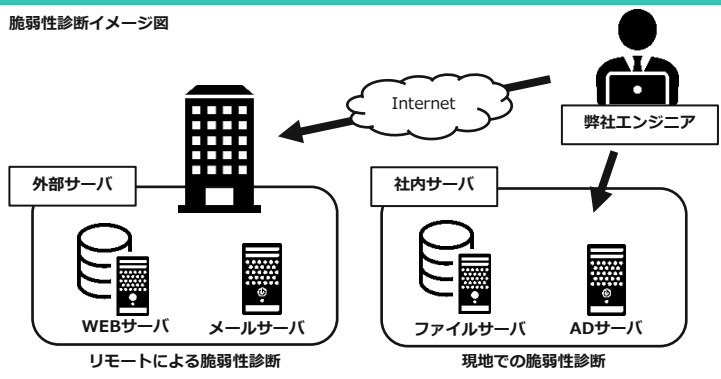 脆弱性診断イメージ図
Internet
弊社エンジニア
外部サーバ
社内サーバ
WEBサーバ
メールサーバ
ファイルサーバ
ADサーバ
リモートによる脆弱性診断
現地での脆弱性診断